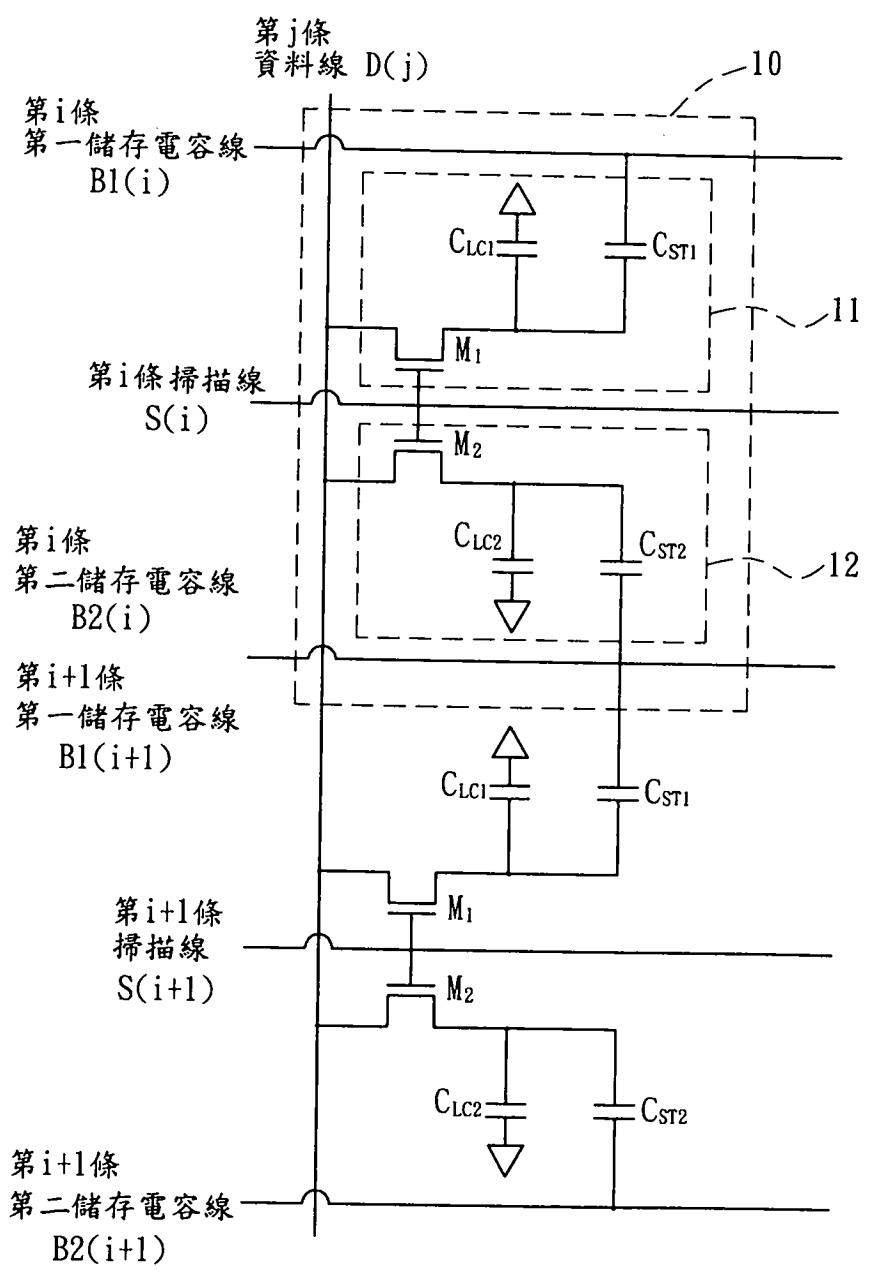 第j條
資料線 D(j)
10
第i條
第一儲存電容線
B1(i)
CLC1
CST1
11
M1
第i條掃描線
S(i)
M2
CLC2
CST2
第i條
第二儲存電容線
B2(i)
12
第i+1條
第一儲存電容線
B1(i+1)
CLC1
CST1
M1
第i+1條
掃描線
S(i+1)
M2
CLC2
CST2
第i+1條
第二儲存電容線
B2(i+1)